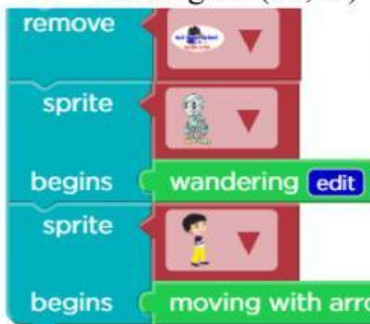 remove
sprite
begins wandering edit
sprite
begins moving with arro